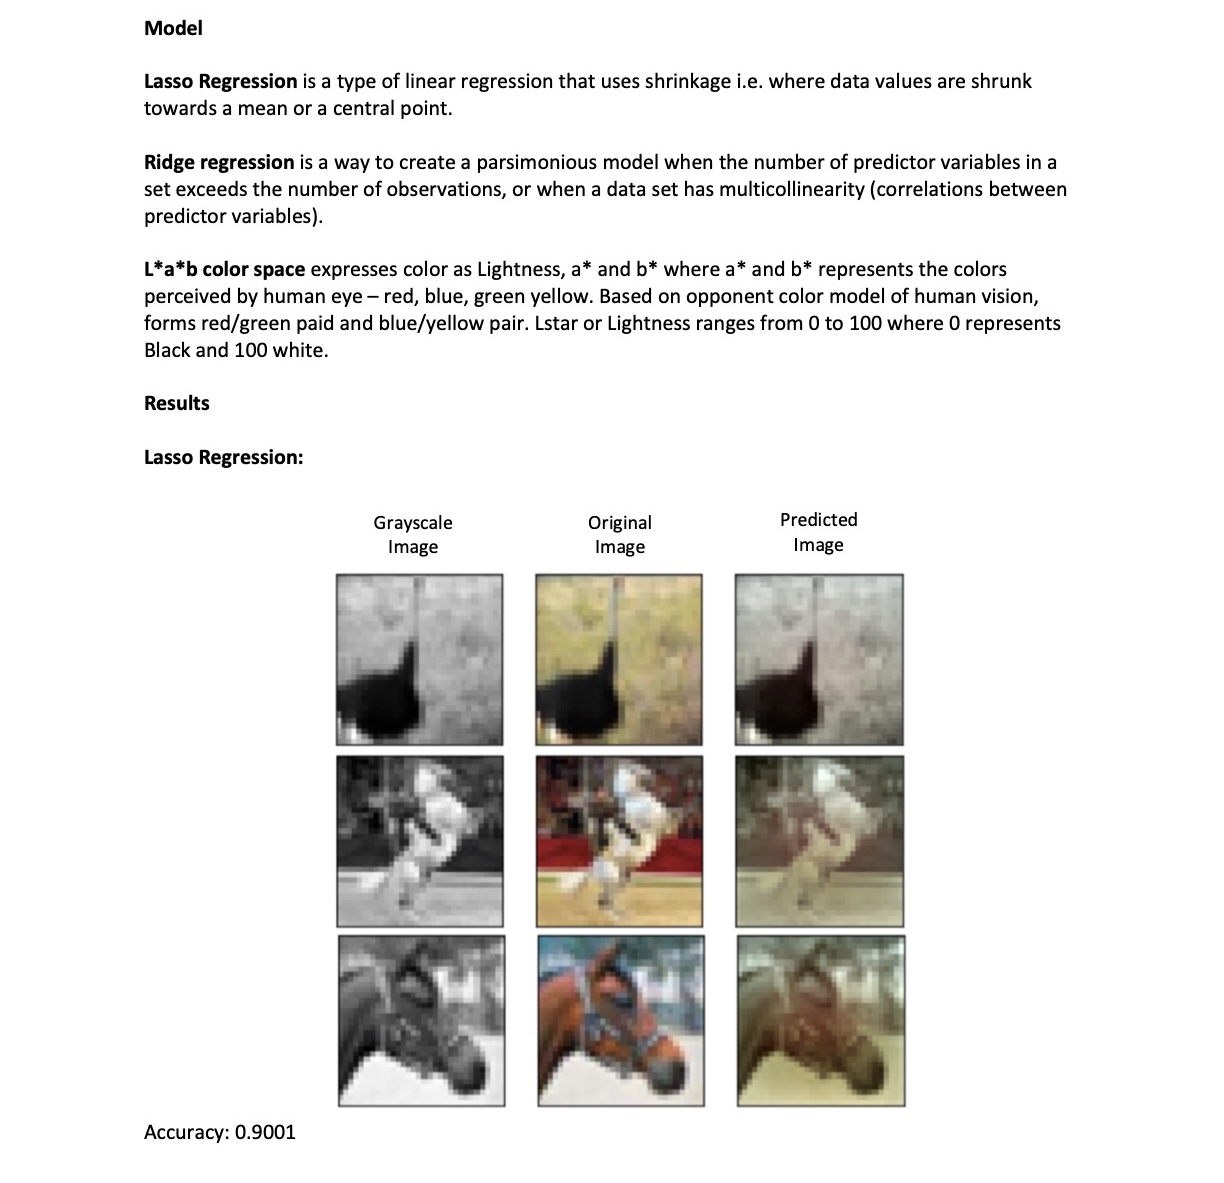 Model
Lasso Regression is a type of linear regression that uses shrinkage i.e. where data values are shrunk
towards a mean or a central point.
Ridge regression is a way to create a parsimonious model when the number of predictor variables in a
set exceeds the number of observations, or when a data set has multicollinearity (correlations between
predictor variables).
L*a*b color space expresses color as Lightness, a* and b* where a* and b* represents the colors
perceived by human eye – red, blue, green yellow. Based on opponent color model of human vision,
forms red/green paid and blue/yellow pair. Lstar or Lightness ranges from 0 to 100 where 0 represents
Black and 100 white.
Results
Lasso Regression:
Grayscale
Image
Original
Image
Predicted
Image
Accuracy: 0.9001